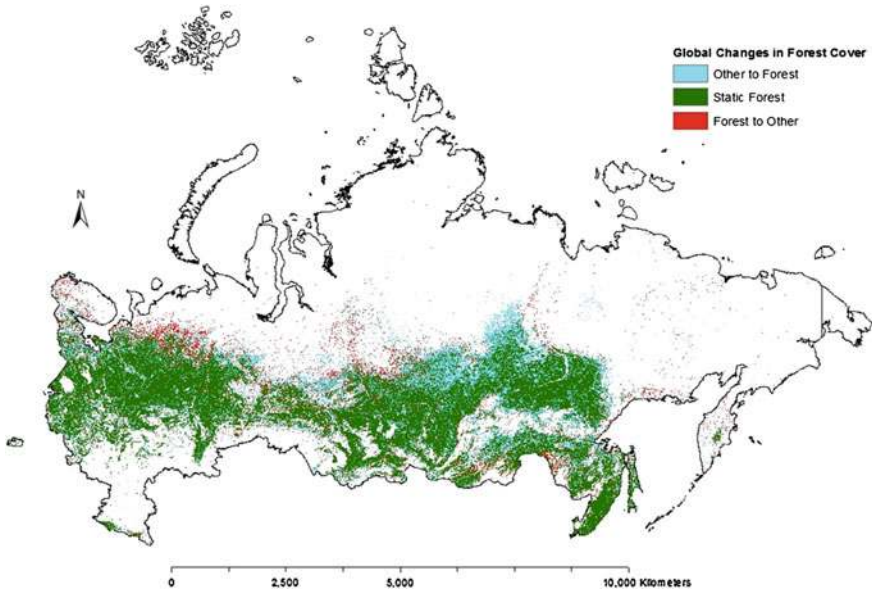 Global Changes in Forest Cover
Other to Forest
Static Forest
Forest to Other
N
0 2,500 5,000 10,000 Kilometers